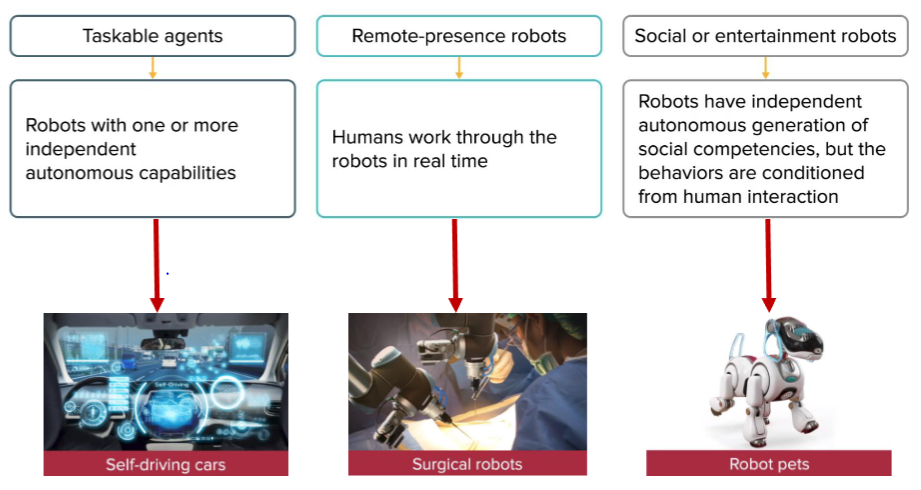 Taskable agents
Robots with one or more
independent
autonomous capabilities
Self-Driving
Self-driving cars
Remote-presence robots
Humans work through the
robots in real time
Surgical robots
Social or entertainment robots
Robots have independent
autonomous generation of
social competencies, but the
behaviors are conditioned
from human interaction
Robot pets